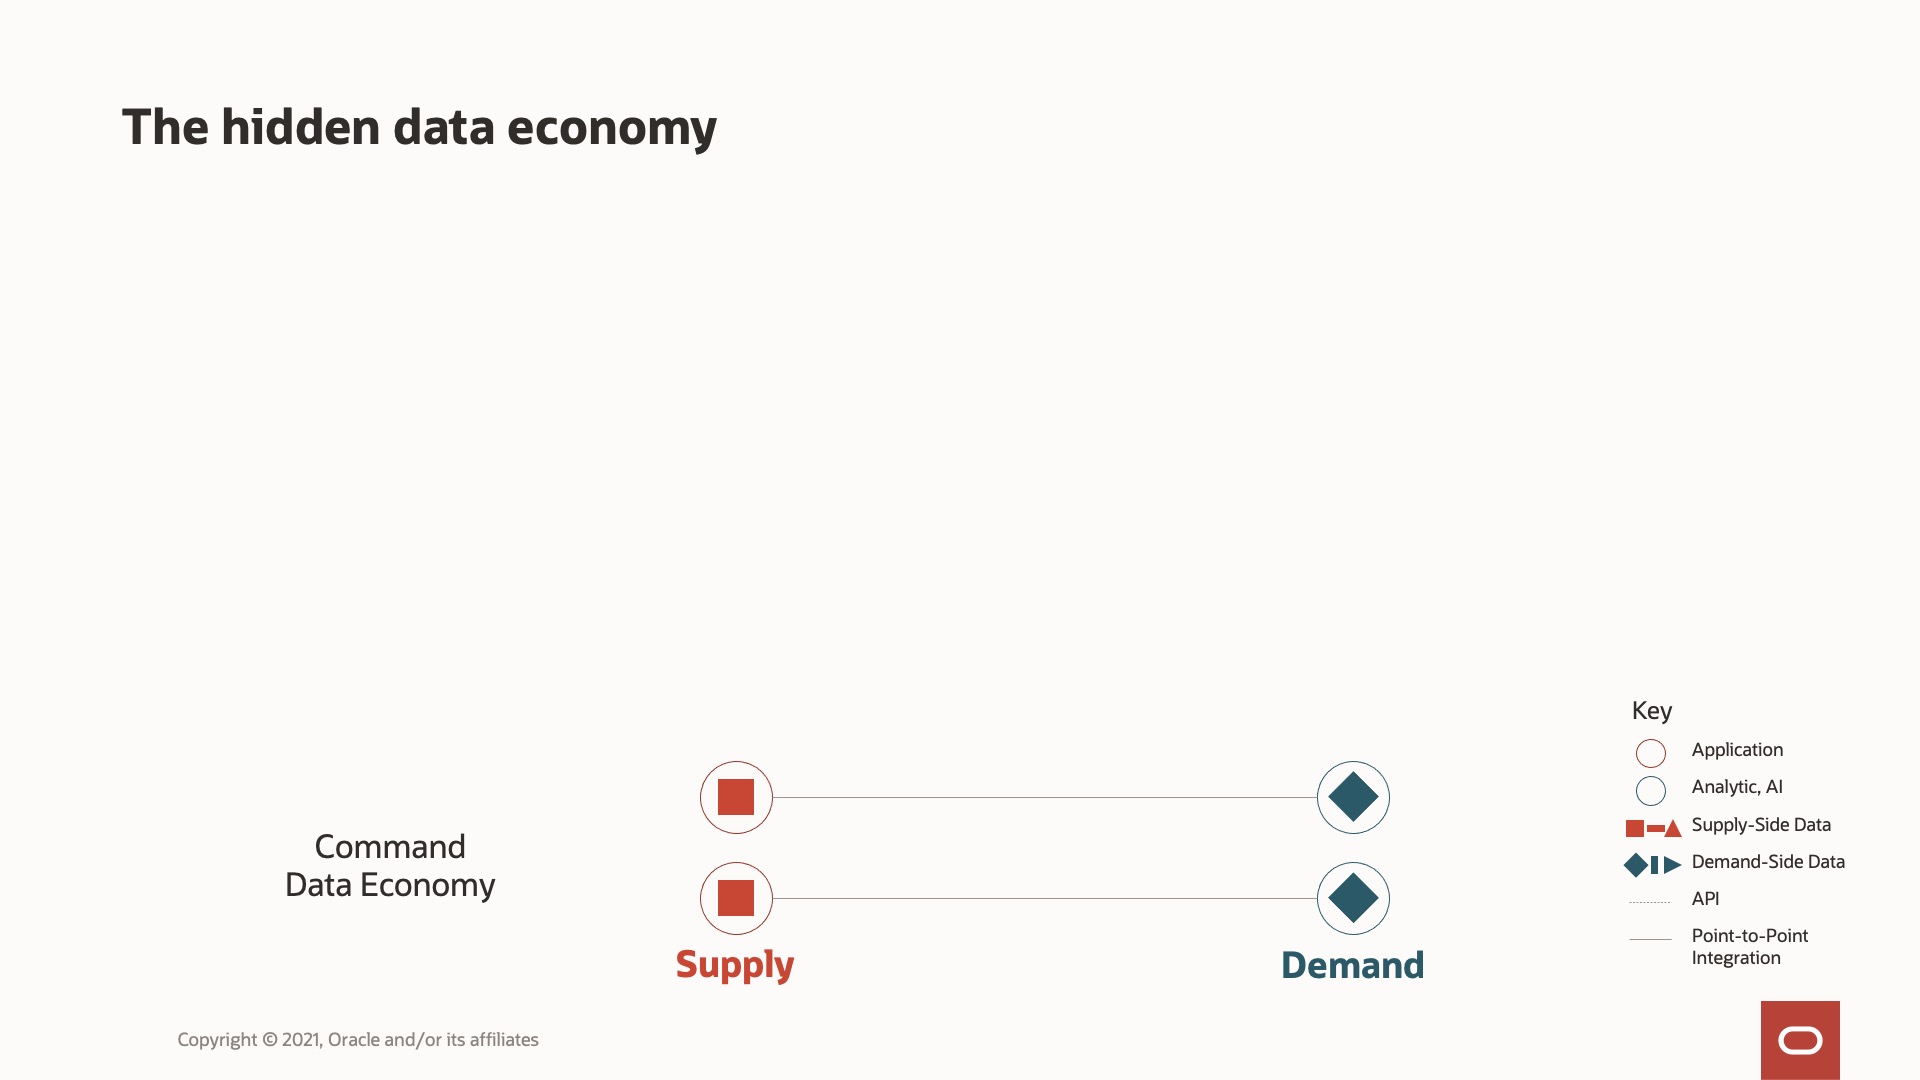 The hidden data economy
Command
Data Economy
Supply
Demand
Key
Application
Analytic, AI
Supply-Side Data
Demand-Side Data
API
Point-to-Point
Integration
Copyright © 2021, Oracle and/or its affiliates